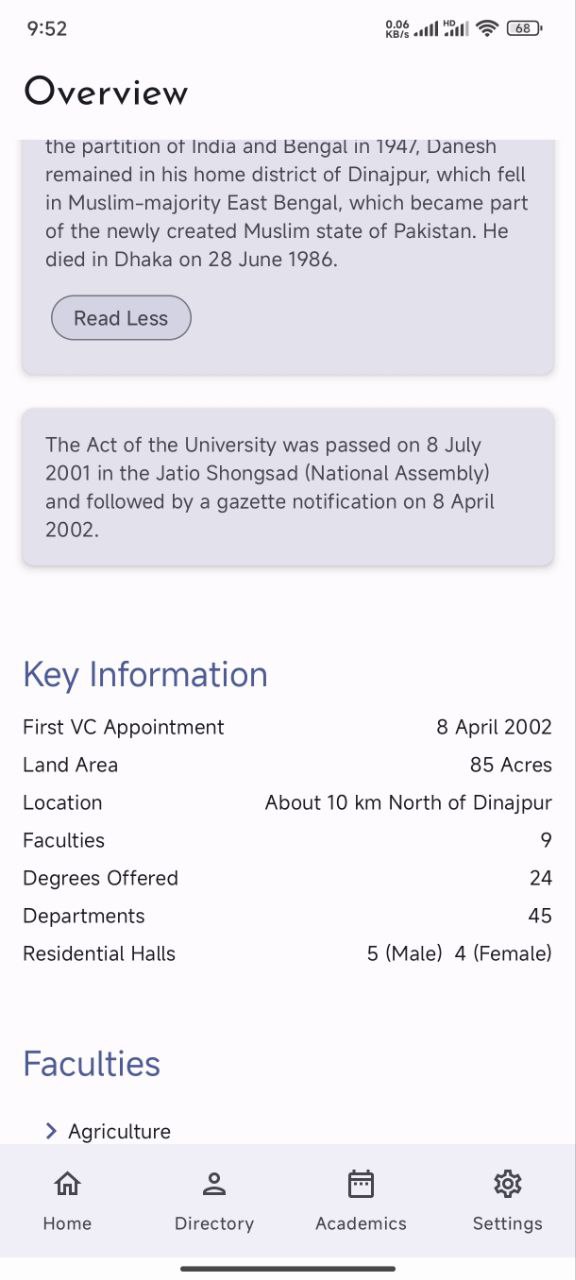 9:52
0.06 KB/s HD 68
Overview
the partition of India and Bengal in 1947, Danesh
remained in his home district of Dinajpur, which fell
in Muslim-majority East Bengal, which became part
of the newly created Muslim state of Pakistan. He
died in Dhaka on 28 June 1986.
Read Less
The Act of the University was passed on 8 July
2001 in the Jatio Shongsad (National Assembly)
and followed by a gazette notification on 8 April
2002.
Key Information
First VC Appointment 8 April 2002
Land Area 85 Acres
Location About 10 km North of Dinajpur
Faculties 9
Degrees Offered 24
Departments 45
Residential Halls 5 (Male) 4 (Female)
Faculties
Agriculture
Home Directory Academics Settings